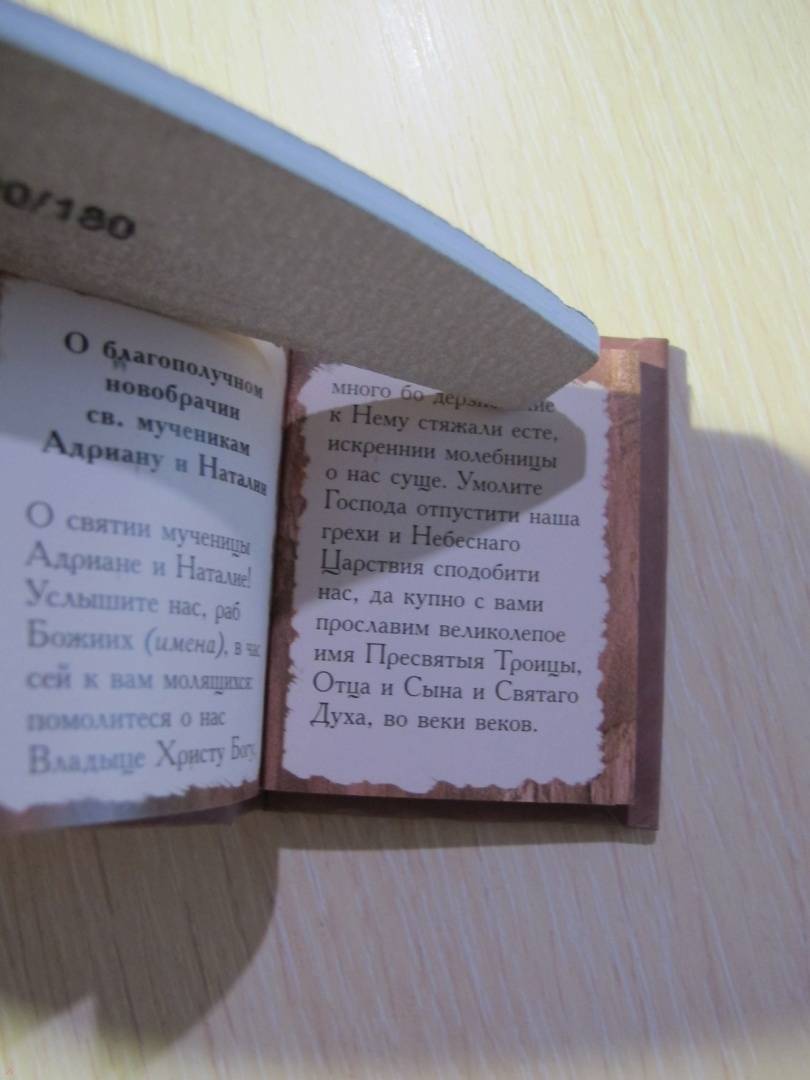 0/180
О благополучном
новобрачии
св. мученикам
Адриану и Наталии
О святии мученицы
Адриане и Наталие!
Услышите нас, раб
Божиих (имена), в час
сей к вам молящихся
помолитеся о нас
Владыце Христу Богу,
много бо
к Нему стяжали есте,
искреннии молебницы
о нас суще. Умолите
Господа отпустити наша
грехи и Небеснаго
Царствия сподобити
нас, да купно с вами
прославим великолепое
имя Пресвятыя Троицы,
Отца и Сына и Святаго
Духа, во веки веков.